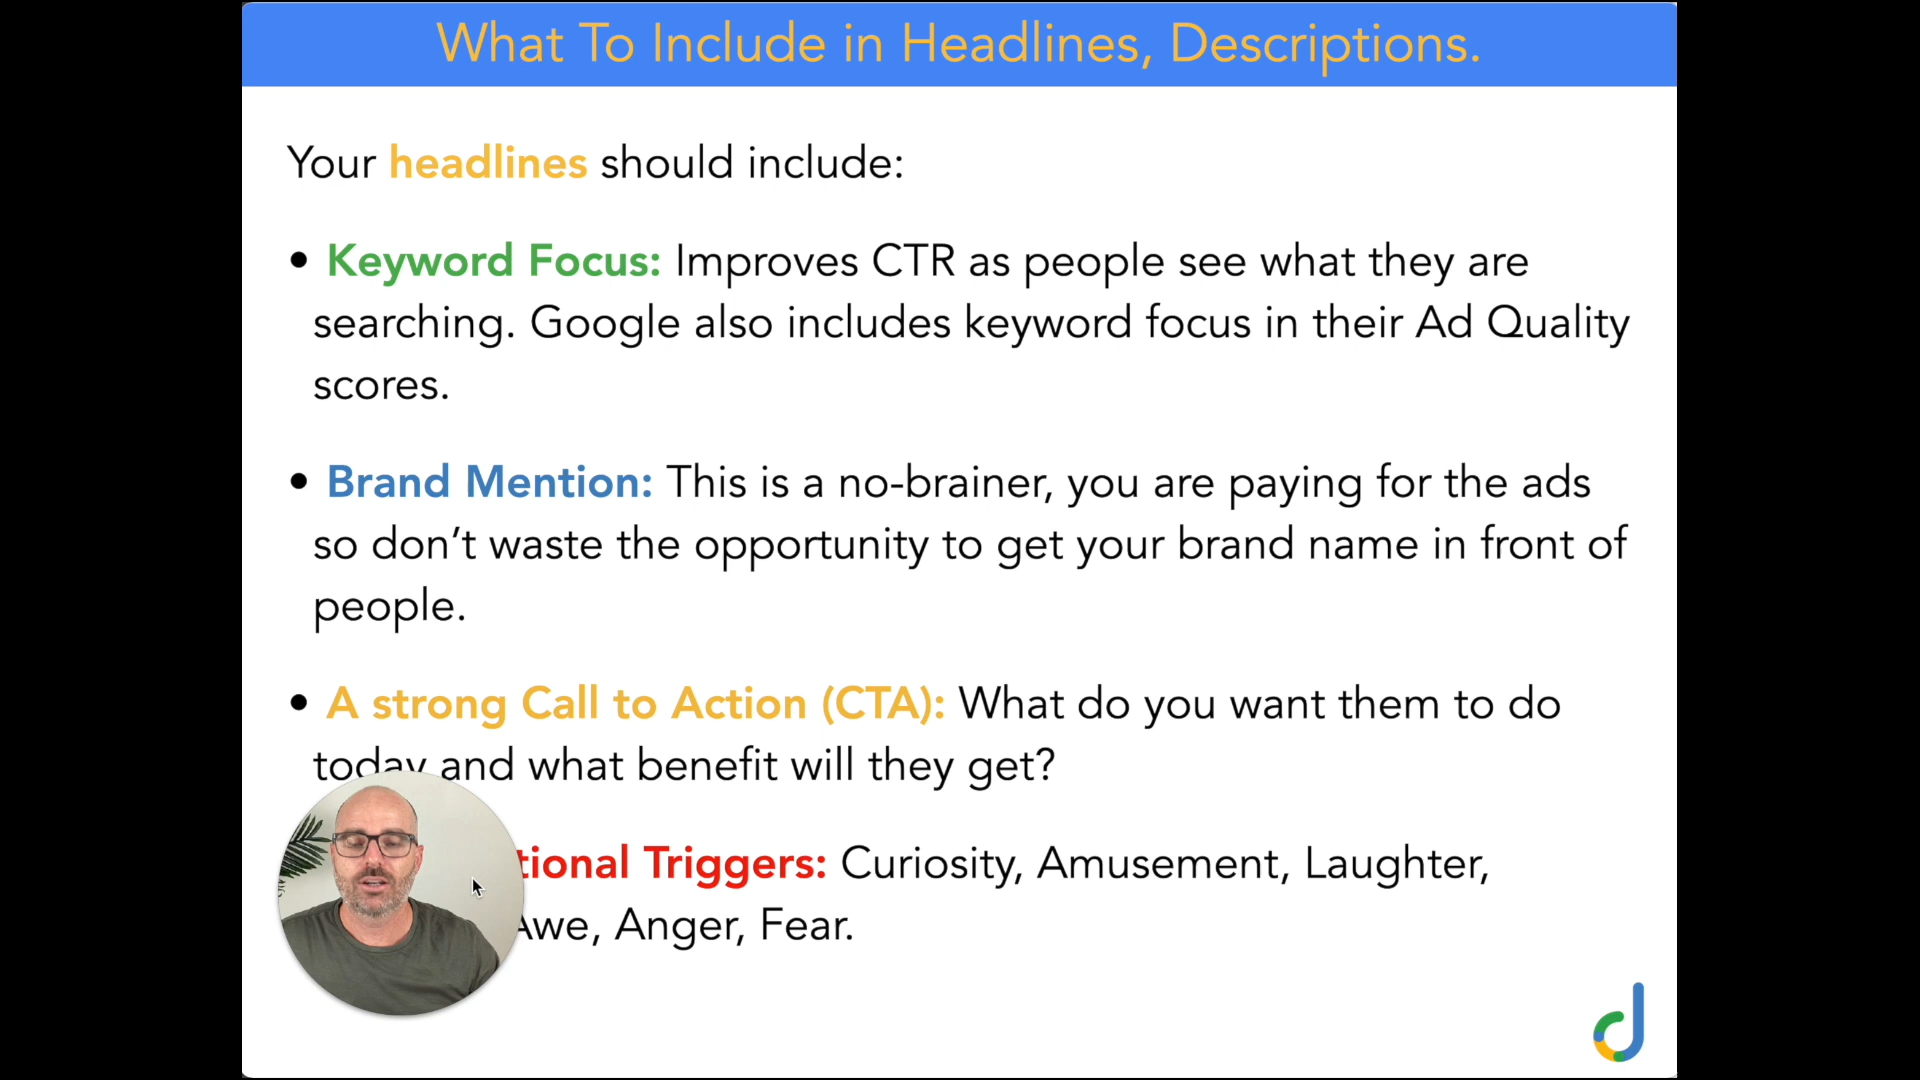 What To Include in Headlines, Descriptions.
Your headlines should include:
• Keyword Focus: Improves CTR as people see what they are
searching. Google also includes keyword focus in their Ad Quality
scores.
• Brand Mention: This is a no-brainer, you are paying for the ads
so don’t waste the opportunity to get your brand name in front of
people.
• A strong Call to Action (CTA): What do you want them to do
today and what benefit will they get?
tional Triggers: Curiosity, Amusement, Laughter,
Awe, Anger, Fear.